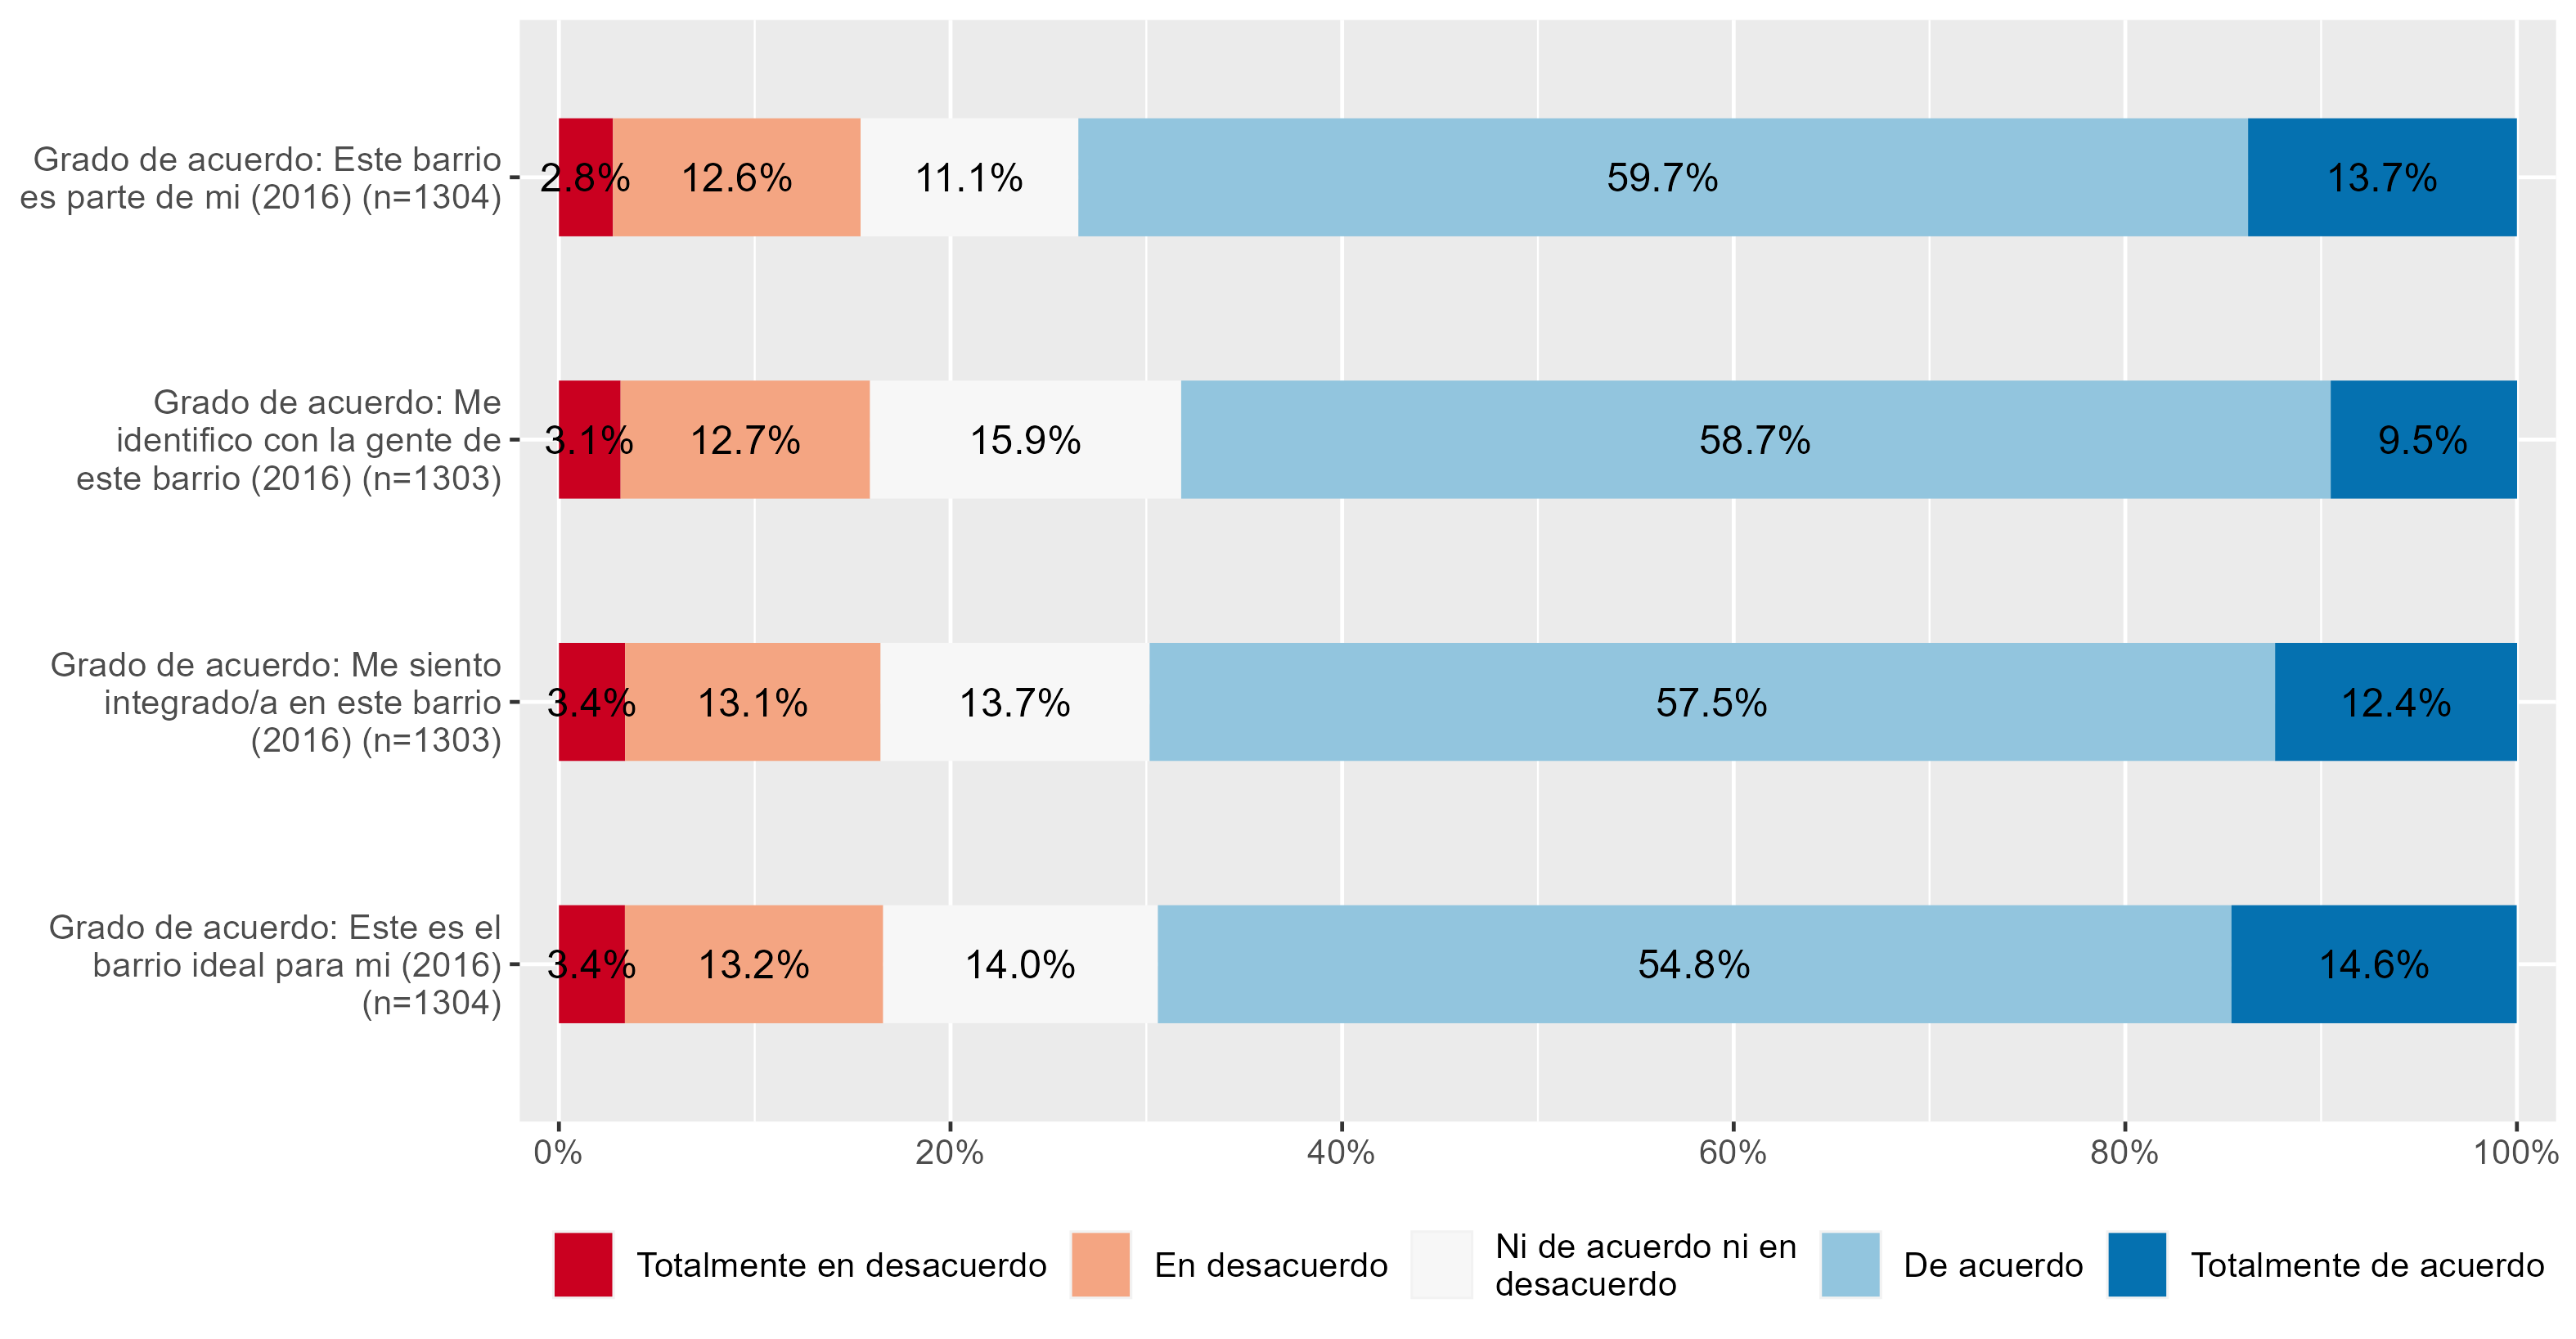 Grado de acuerdo: Este barrio
es parte de mi (2016) (n=1304)
2.8%
12.6%
11.1%
59.7%
13.7%
Grado de acuerdo: Me
identifico con la gente de
este barrio (2016) (n=1303)
3.1%
12.7%
15.9%
58.7%
9.5%
Grado de acuerdo: Me siento
integrado/a en este barrio
(2016) (n=1303)
3.4%
13.1%
13.7%
57.5%
12.4%
Grado de acuerdo: Este es el
barrio ideal para mi (2016)
(n=1304)
3.4%
13.2%
14.0%
54.8%
14.6%
0%
20%
40%
60%
80%
100%
Totalmente en desacuerdo
En desacuerdo
Ni de acuerdo ni en
desacuerdo
De acuerdo
Totalmente de acuerdo